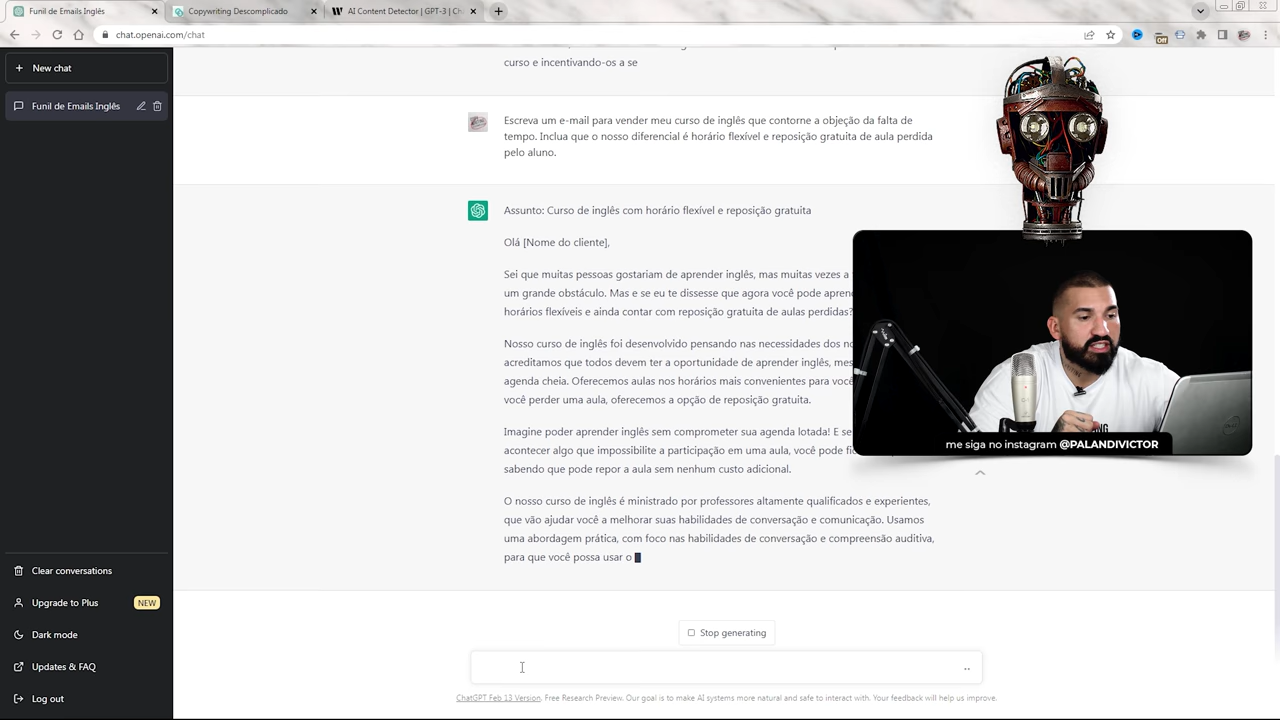 Funil de Emails Inglês
Copywriting Descomplicado
AI Content Detector | GPT-3 | Ch
chat.openai.com/chat
Off
New chat
Funil de Emails Inglês
curso e incentivando-os a se
Escreva um e-mail para vender meu curso de inglês que contorne a objeção da falta de
tempo. Inclua que o nosso diferencial é horário flexível e reposição gratuita de aula perdida
pelo aluno.
Assunto: Curso de inglês com horário flexível e reposição gratuita
Olá [Nome do cliente],
Sei que muitas pessoas gostariam de aprender inglês, mas muitas vezes a
um grande obstáculo. Mas e se eu te dissesse que agora você pode
horários flexíveis e ainda contar com reposição gratuita de aulas perdidas?
Nosso curso de inglês foi desenvolvido pensando nas necessidades dos
acreditamos que todos devem ter a oportunidade de aprender inglês,
agenda cheia. Oferecemos aulas nos horários mais convenientes para você
você perder uma aula, oferecemos a opção de reposição gratuita.
Imagine poder aprender inglês sem comprometer sua agenda lotada! E se
acontecer algo que impossibilite a participação em uma aula, você pode
sabendo que pode repor a aula sem nenhum custo adicional.
O nosso curso de inglês é ministrado por professores altamente qualificados e experientes,
que vão ajudar você a melhorar suas habilidades de conversação e comunicação. Usamos
uma abordagem prática, com foco nas habilidades de conversação e compreensão auditiva,
para que você possa usar o
me siga no instagram @PALANDIVICTOR
Clear conversations
Upgrade to Plus NEW
Dark mode
Updates & FAQ
Log out
Stop generating
ChatGPT Feb 13 Version. Free Research Preview. Our goal is to make AI systems more natural and safe to interact with. Your feedback will help us improve.